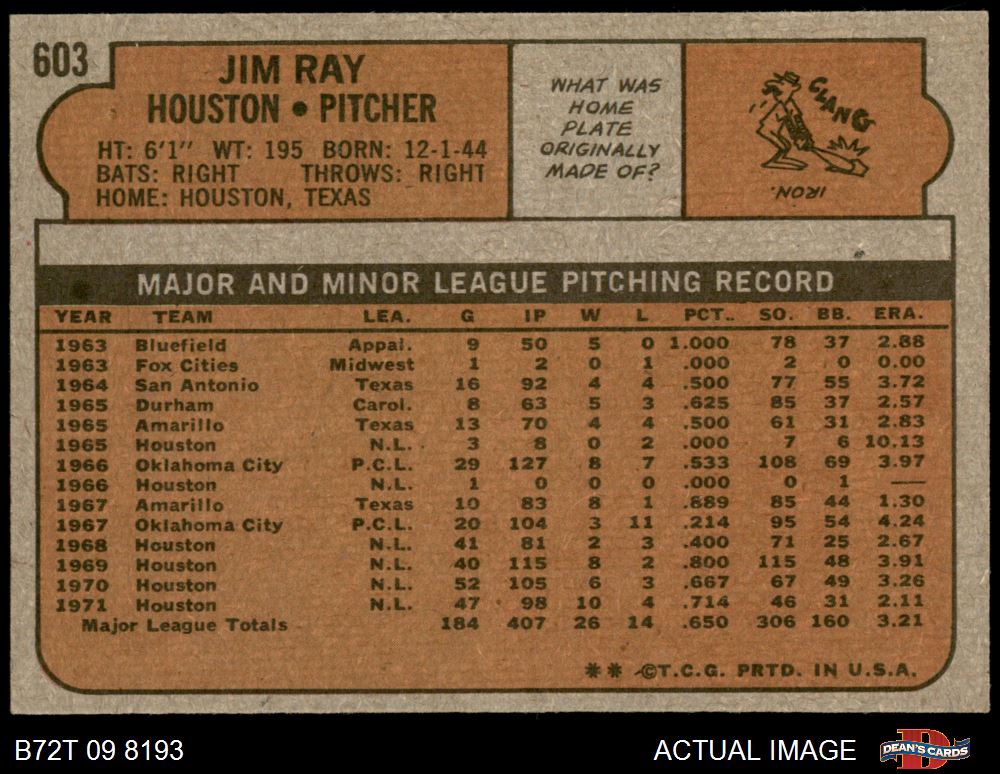 603
JIM RAY
HOUSTON • PITCHER
HT: 6'1" WT: 195 BORN: 12-1-44
BATS: RIGHT THROWS: RIGHT
HOME: HOUSTON, TEXAS
WHAT WAS
HOME
PLATE
ORIGINALLY
MADE OF?
CLANG
IRON.
MAJOR AND MINOR LEAGUE PITCHING RECORD
YEAR TEAM LEA. G IP W L PCT.. SO. BB. ERA.
1963 Bluefield Appal. 9 50 5 0 1.000 78 37 2.88
1963 Fox Cities Midwest 1 2 0 1 .000 2 0 0.00
1964 San Antonio Texas 16 92 4 4 .500 77 55 3.72
1965 Durham Carol. 8 63 5 3 .625 85 37 2.57
1965 Amarillo Texas 13 70 4 4 .500 61 31 2.83
1965 Houston N.L. 3 8 0 2 .000 7 6 10.13
1966 Oklahoma City P.C.L. 29 127 8 7 .533 108 69 3.97
1966 Houston N.L. 1 0 0 0 .000 0 1 —
1967 Amarillo Texas 10 83 8 1 .889 85 44 1.30
1967 Oklahoma City P.C.L. 20 104 3 11 .214 95 54 4.24
1968 Houston N.L. 41 81 2 3 .400 71 25 2.67
1969 Houston N.L. 40 115 8 2 .800 115 48 3.91
1970 Houston N.L. 52 105 6 3 .667 67 49 3.26
1971 Houston N.L. 47 98 10 4 .714 46 31 2.11
Major League Totals 184 407 26 14 .650 306 160 3.21
** ©T.C.G. PRTD. IN U.S.A.
B72T 09 8193
ACTUAL IMAGE
D
DEAN'S CARDS